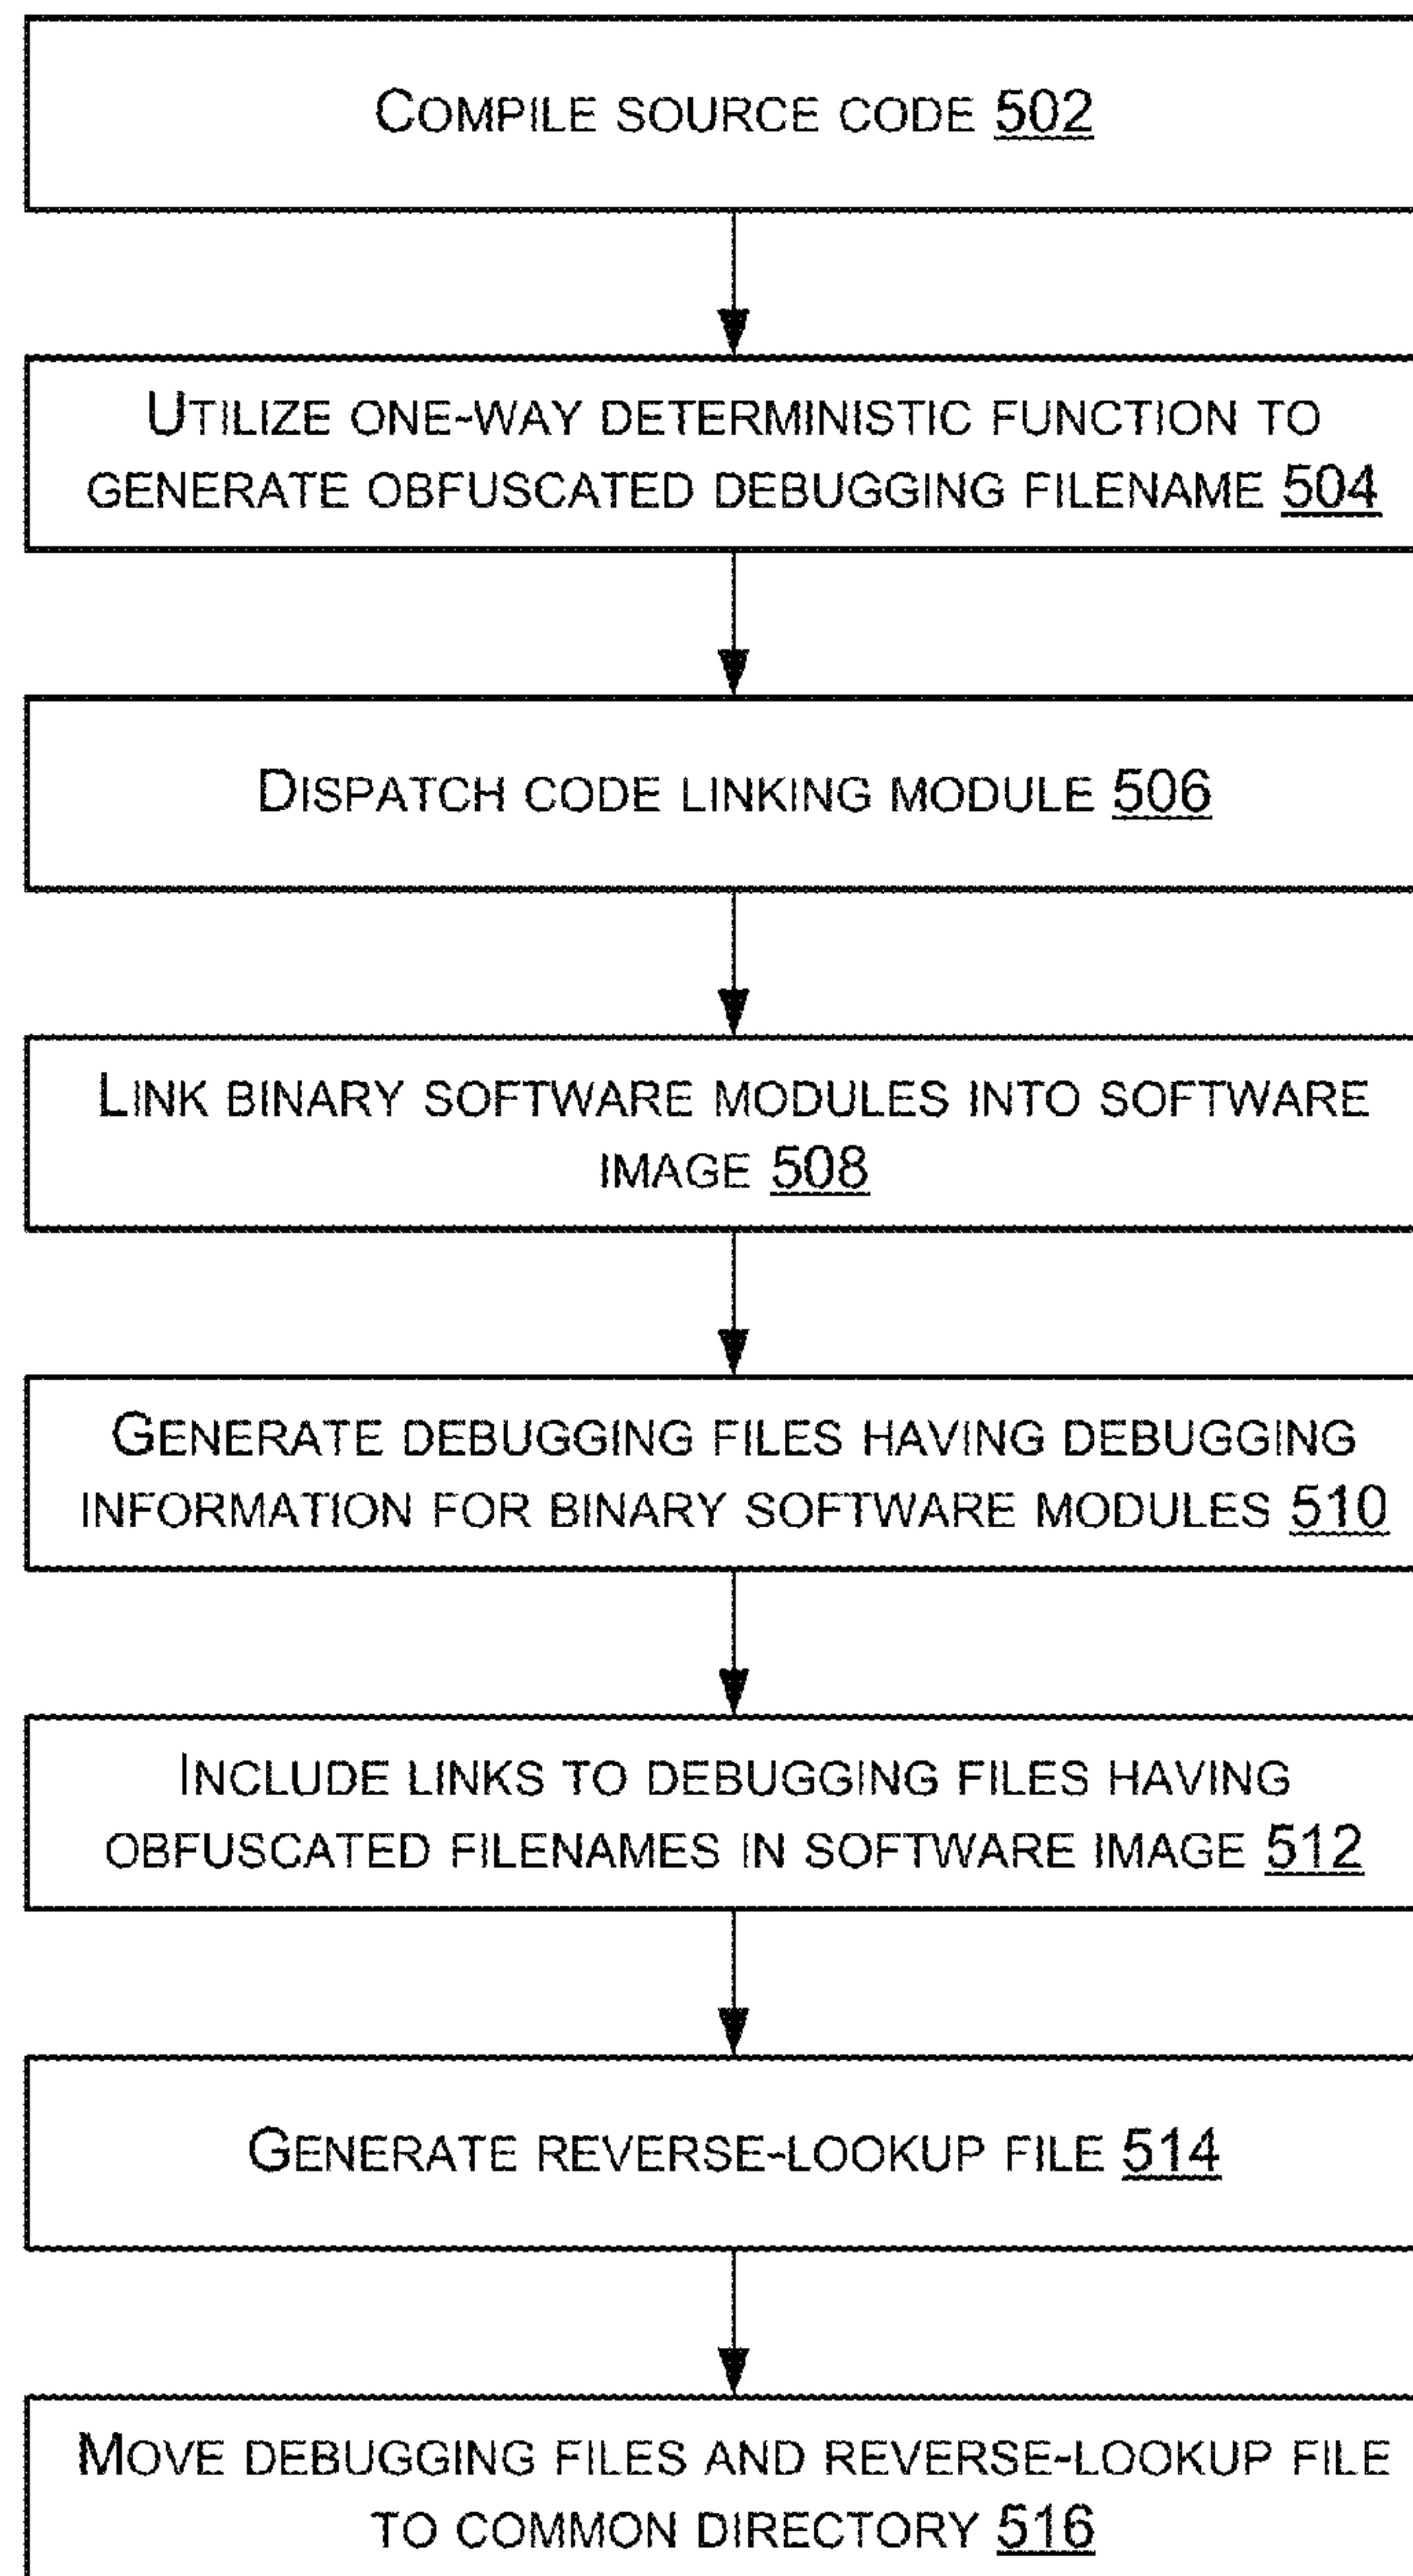 COMPILE SOURCE CODE 502
UTILIZE ONE-WAY DETERMINISTIC FUNCTION TO
GENERATE OBFUSCATED DEBUGGING FILENAME 504
DISPATCH CODE LINKING MODULE 506
LINK BINARY SOFTWARE MODULES INTO SOFTWARE
IMAGE 508
GENERATE DEBUGGING FILES HAVING DEBUGGING
INFORMATION FOR BINARY SOFTWARE MODULES 510
INCLUDE LINKS TO DEBUGGING FILES HAVING
OBFUSCATED FILENAMES IN SOFTWARE IMAGE 512
GENERATE REVERSE-LOOKUP FILE 514
MOVE DEBUGGING FILES AND REVERSE-LOOKUP FILE
TO COMMON DIRECTORY 516